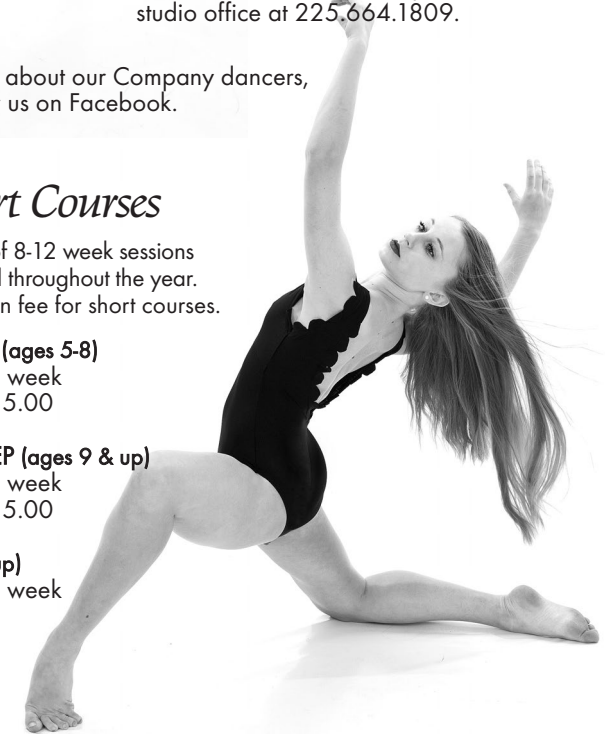 studio office at 225.664.1809.
about our Company dancers,
us on Facebook.
Courses
8-12 week sessions
throughout the year.
fee for short courses.
(ages 5-8)
week
5.00
(ages 9 & up)
week
5.00
week